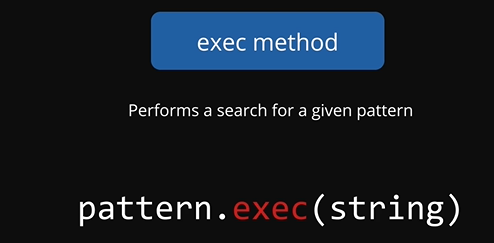 exec method
Performs a search for a given pattern
pattern.exec(string)